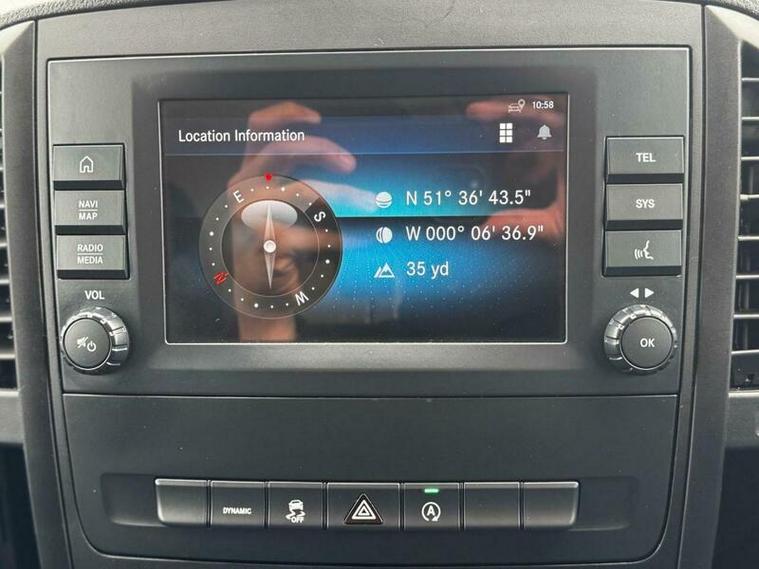 10:58
Location Information
E
S
N
W
N 51° 36' 43.5"
W 000° 06' 36.9"
35 yd
NAVI
MAP
RADIO
MEDIA
VOL
TEL
SYS
OK
DYNAMIC
OFF
A